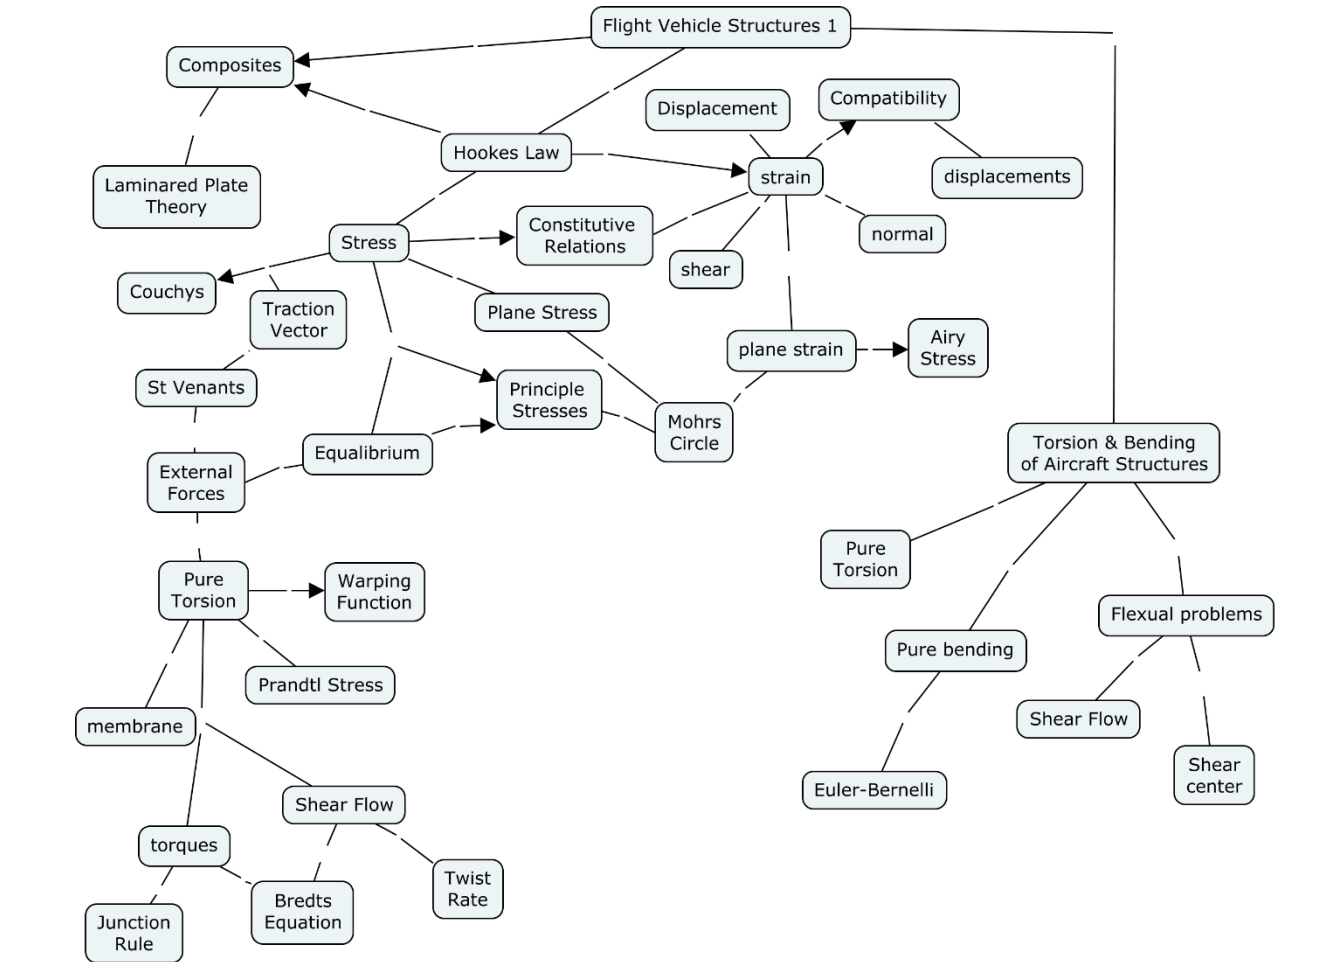 Flight Vehicle Structures 1
Composites
Displacement
Compatibility
Hookes Law
strain
displacements
Laminared Plate
Theory
Stress
Constitutive
Relations
normal
shear
Couchys
Traction
Vector
Plane Stress
plane strain
Airy
Stress
St Venants
Principle
Stresses
Mohrs
Circle
Equalibrium
Torsion & Bending
of Aircraft Structures
External
Forces
Pure
Torsion
Pure
Torsion
Warping
Function
Flexual problems
Pure bending
Prandtl Stress
membrane
Shear Flow
Shear
center
Euler-Bernelli
Shear Flow
torques
Twist
Rate
Bredts
Equation
Junction
Rule